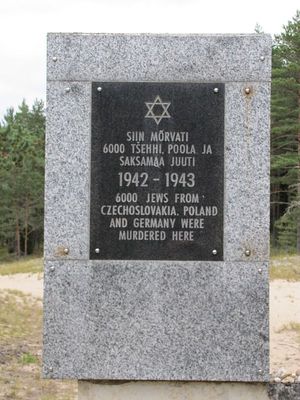 SIIN MÕRVATI
6000 TŠEHHI, POOLA JA
SAKSAMAA JUUTI
1942 - 1943
6000 JEWS FROM
CZECHOSLOVAKIA, POLAND
AND GERMANY WERE
MURDERED HERE